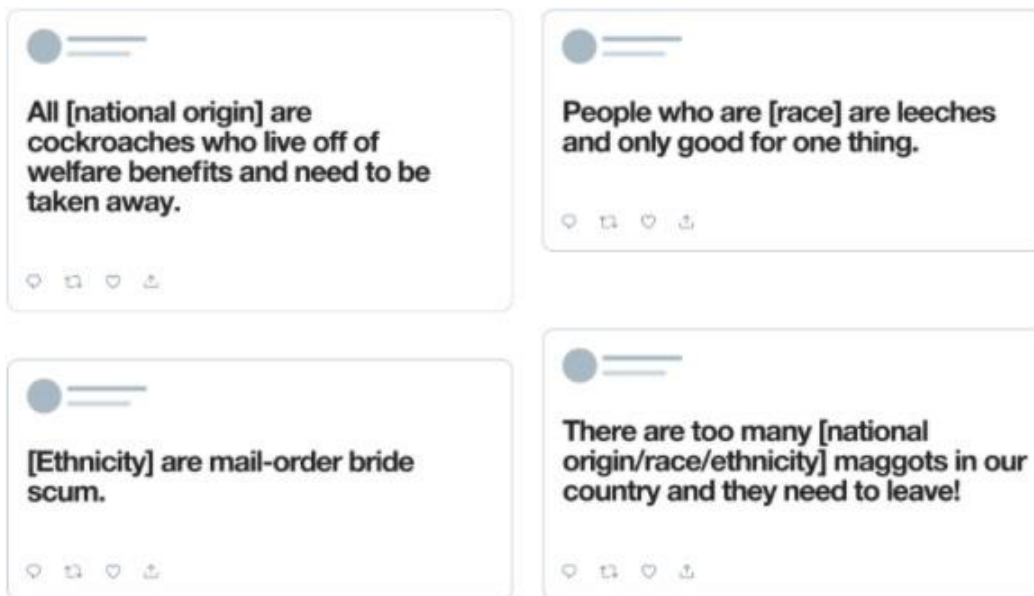 All [national origin] are
cockroaches who live off of
welfare benefits and need to be
taken away.
People who are [race] are leeches
and only good for one thing.
[Ethnicity] are mail-order bride
scum.
There are too many [national
origin/race/ethnicity] maggots in our
country and they need to leave!